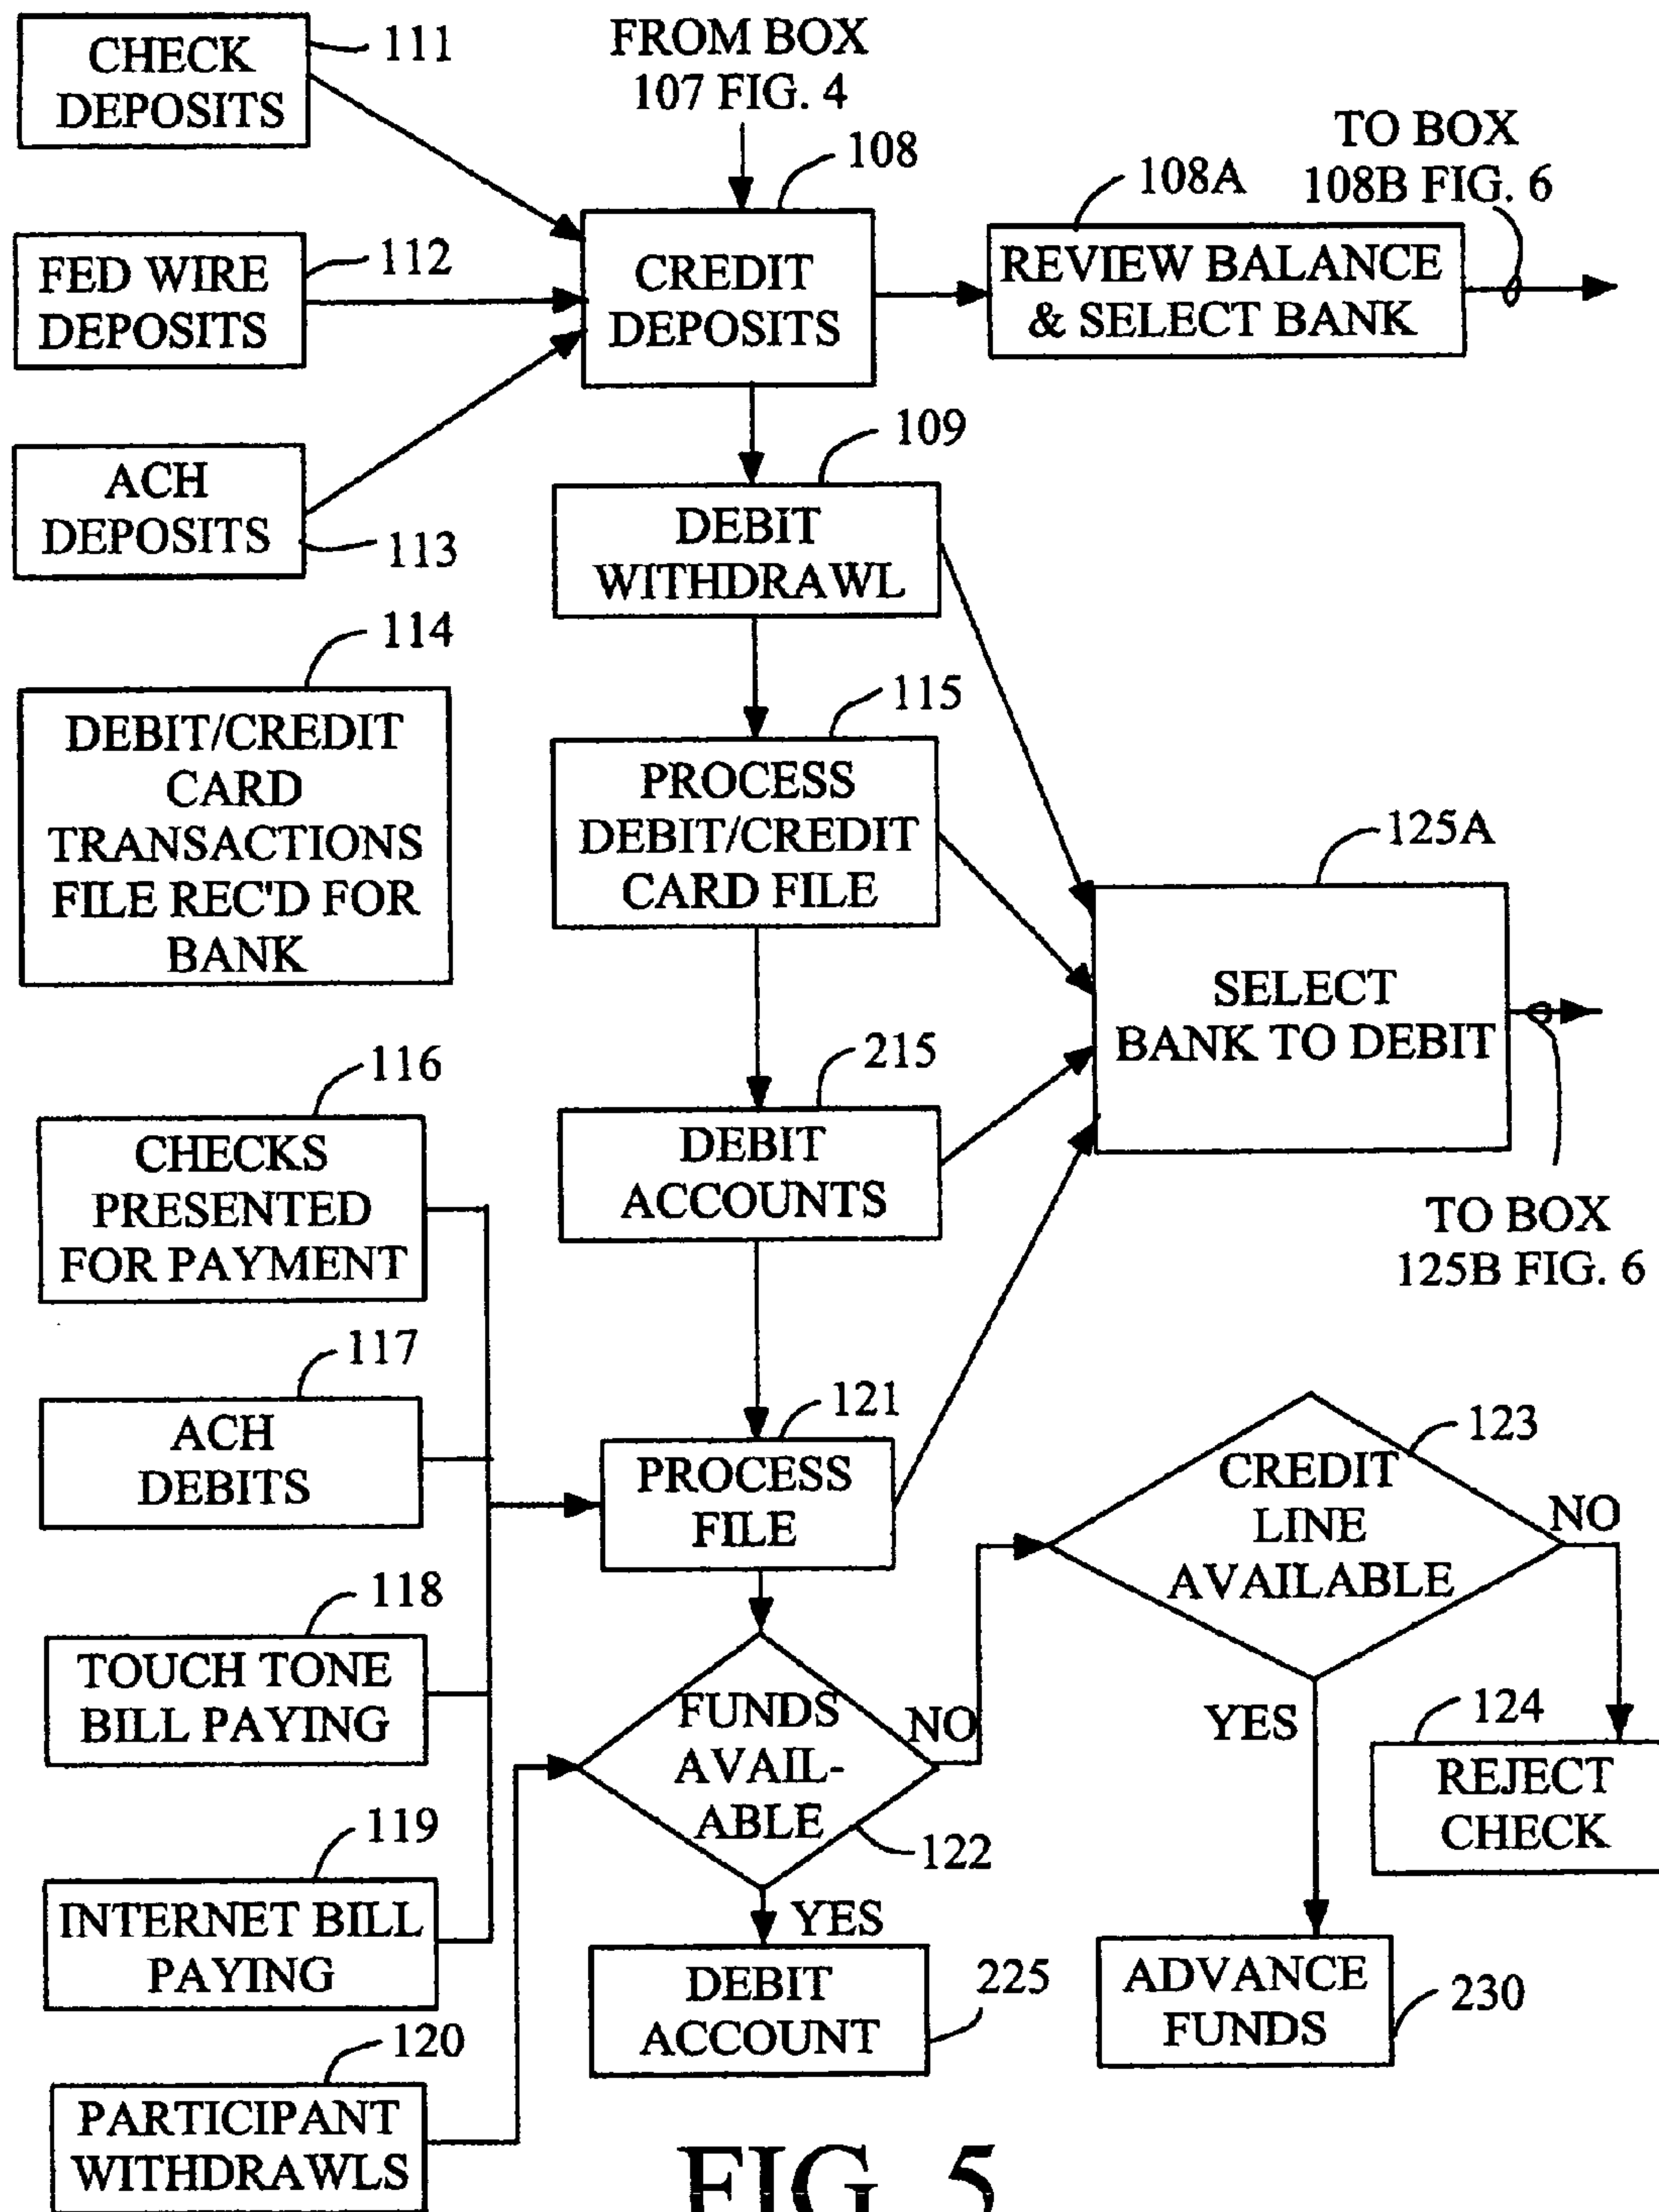 CHECK
DEPOSITS
111
FROM BOX
107 FIG. 4
108
108A
TO BOX
108B FIG. 6
FED WIRE
DEPOSITS
112
CREDIT
DEPOSITS
REVIEW BALANCE
& SELECT BANK
ACH
DEPOSITS
113
109
DEBIT
WITHDRAWL
114
DEBIT/CREDIT
CARD
TRANSACTIONS
FILE REC'D FOR
BANK
115
PROCESS
DEBIT/CREDIT
CARD FILE
125A
SELECT
BANK TO DEBIT
TO BOX
125B FIG. 6
116
CHECKS
PRESENTED
FOR PAYMENT
215
DEBIT
ACCOUNTS
117
ACH
DEBITS
121
PROCESS
FILE
123
CREDIT
LINE
AVAILABLE
NO
YES
118
TOUCH TONE
BILL PAYING
FUNDS
AVAIL-
ABLE
NO
122
YES
124
REJECT
CHECK
119
INTERNET BILL
PAYING
DEBIT
ACCOUNT
225
ADVANCE
FUNDS
230
120
PARTICIPANT
WITHDRAWLS
FIG. 5